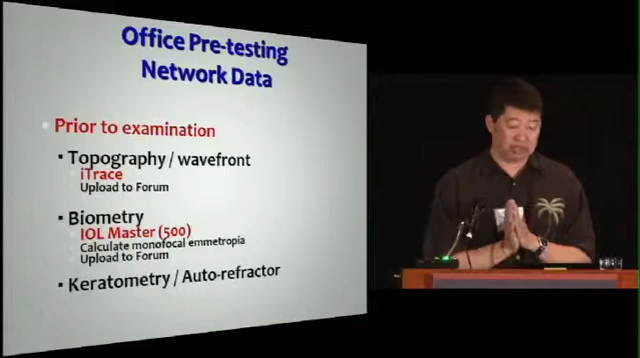 Office Pre-testing
Network Data
Prior to examination
Topography / wavefront
iTrace
Upload to Forum
Biometry
IOL Master (500)
Calculate monofocal emmetropia
Upload to Forum
Keratometry / Auto-refractor